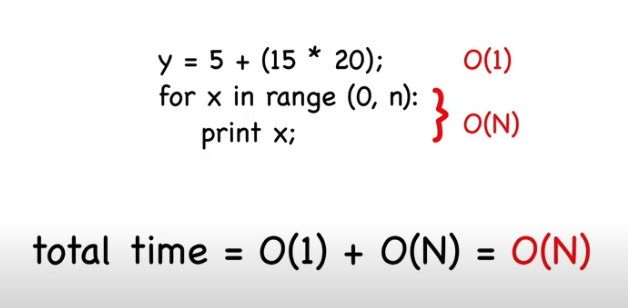 y = 5 + (15 * 20); O(1)
for x in range (0, n):
print x; } O(N)
total time = O(1) + O(N) = O(N)